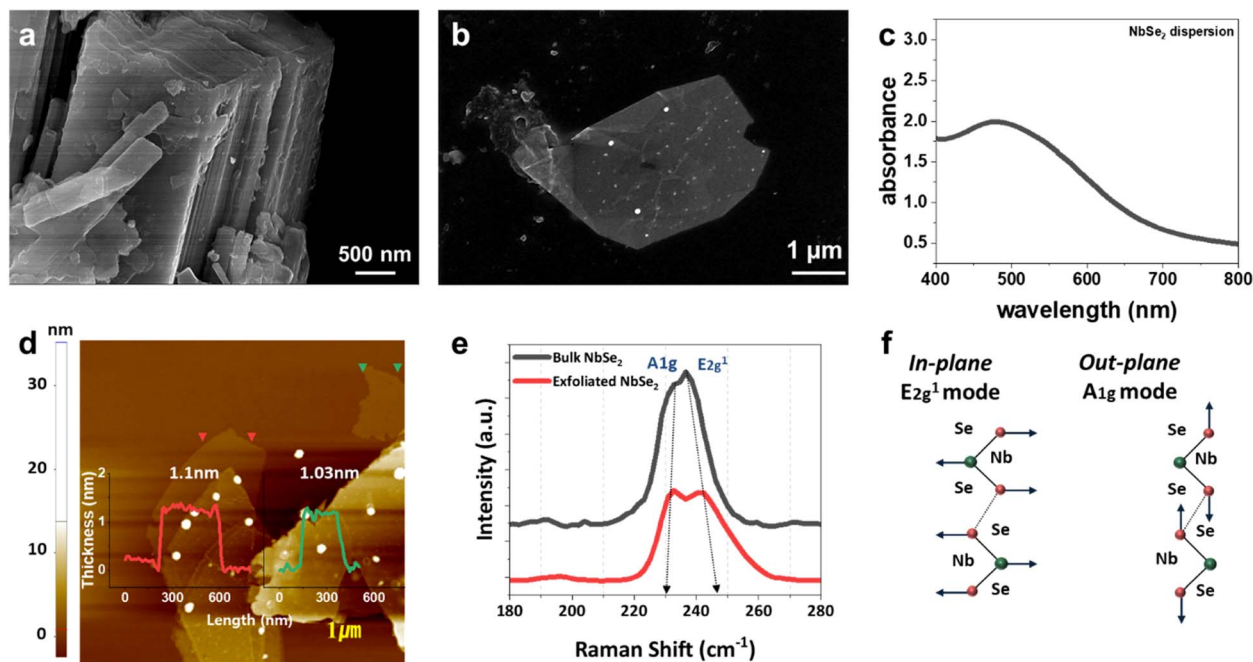 a
500 nm
b
1 µm
c
NbSe₂ dispersion
3.0
2.5
2.0
1.5
1.0
0.5
absorbance
400 500 600 700 800
wavelength (nm)
d
nm
30
20
10
0
1.1nm
1.03nm
2
1
0
Thickness (nm)
0 300 600 0 300 600
Length (nm)
1µm
e
Bulk NbSe₂
Exfoliated NbSe₂
A1g
E2g¹
Intensity (a.u.)
180 200 220 240 260 280
Raman Shift (cm⁻¹)
f
In-plane
E2g¹ mode
Se
Nb
Se
Se
Nb
Se
Out-plane
A1g mode
Se
Nb
Se
Se
Nb
Se